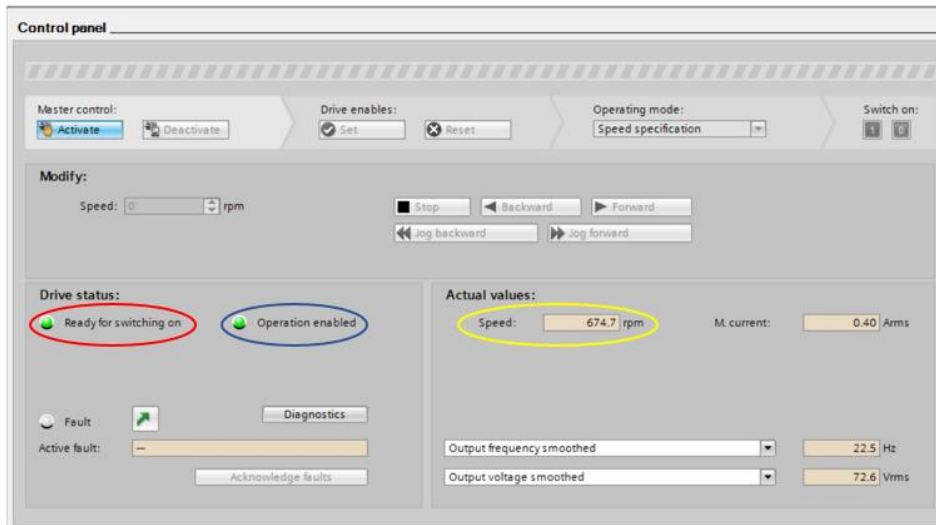 Control panel
Master control: Drive enables: Operating mode: Switch on:
Activate Deactivate Set Reset Speed specification 1 0
Modify:
Speed: 0 rpm Stop Backward Forward
Jog backward Jog forward
Drive status: Actual values:
Ready for switching on Operation enabled Speed: 674.7 rpm M. current: 0.40 Arms
Fault Diagnostics
Active fault: — Output frequency smoothed 22.5 Hz
Acknowledge faults Output voltage smoothed 72.6 Vrms